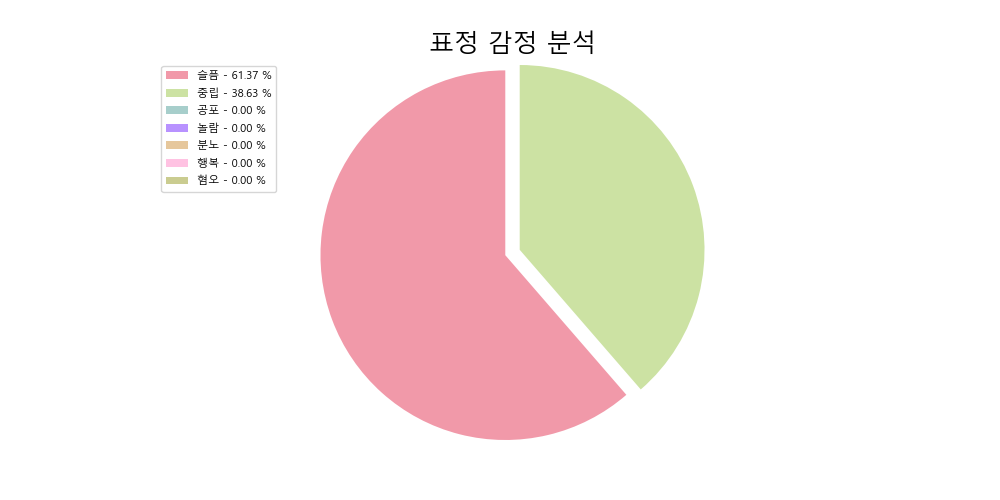 표정 감정 분석
슬픔 - 61.37 %
중립 - 38.63 %
공포 - 0.00 %
놀람 - 0.00 %
분노 - 0.00 %
행복 - 0.00 %
혐오 - 0.00 %